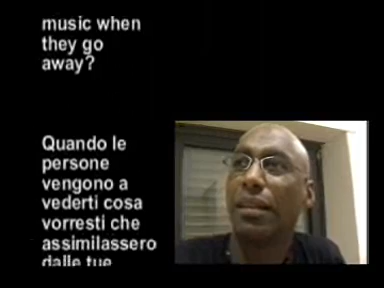 music when
they go
away?
Quando le
persone
vengono a
vederti cosa
vorresti che
assimilassero
dalle tue